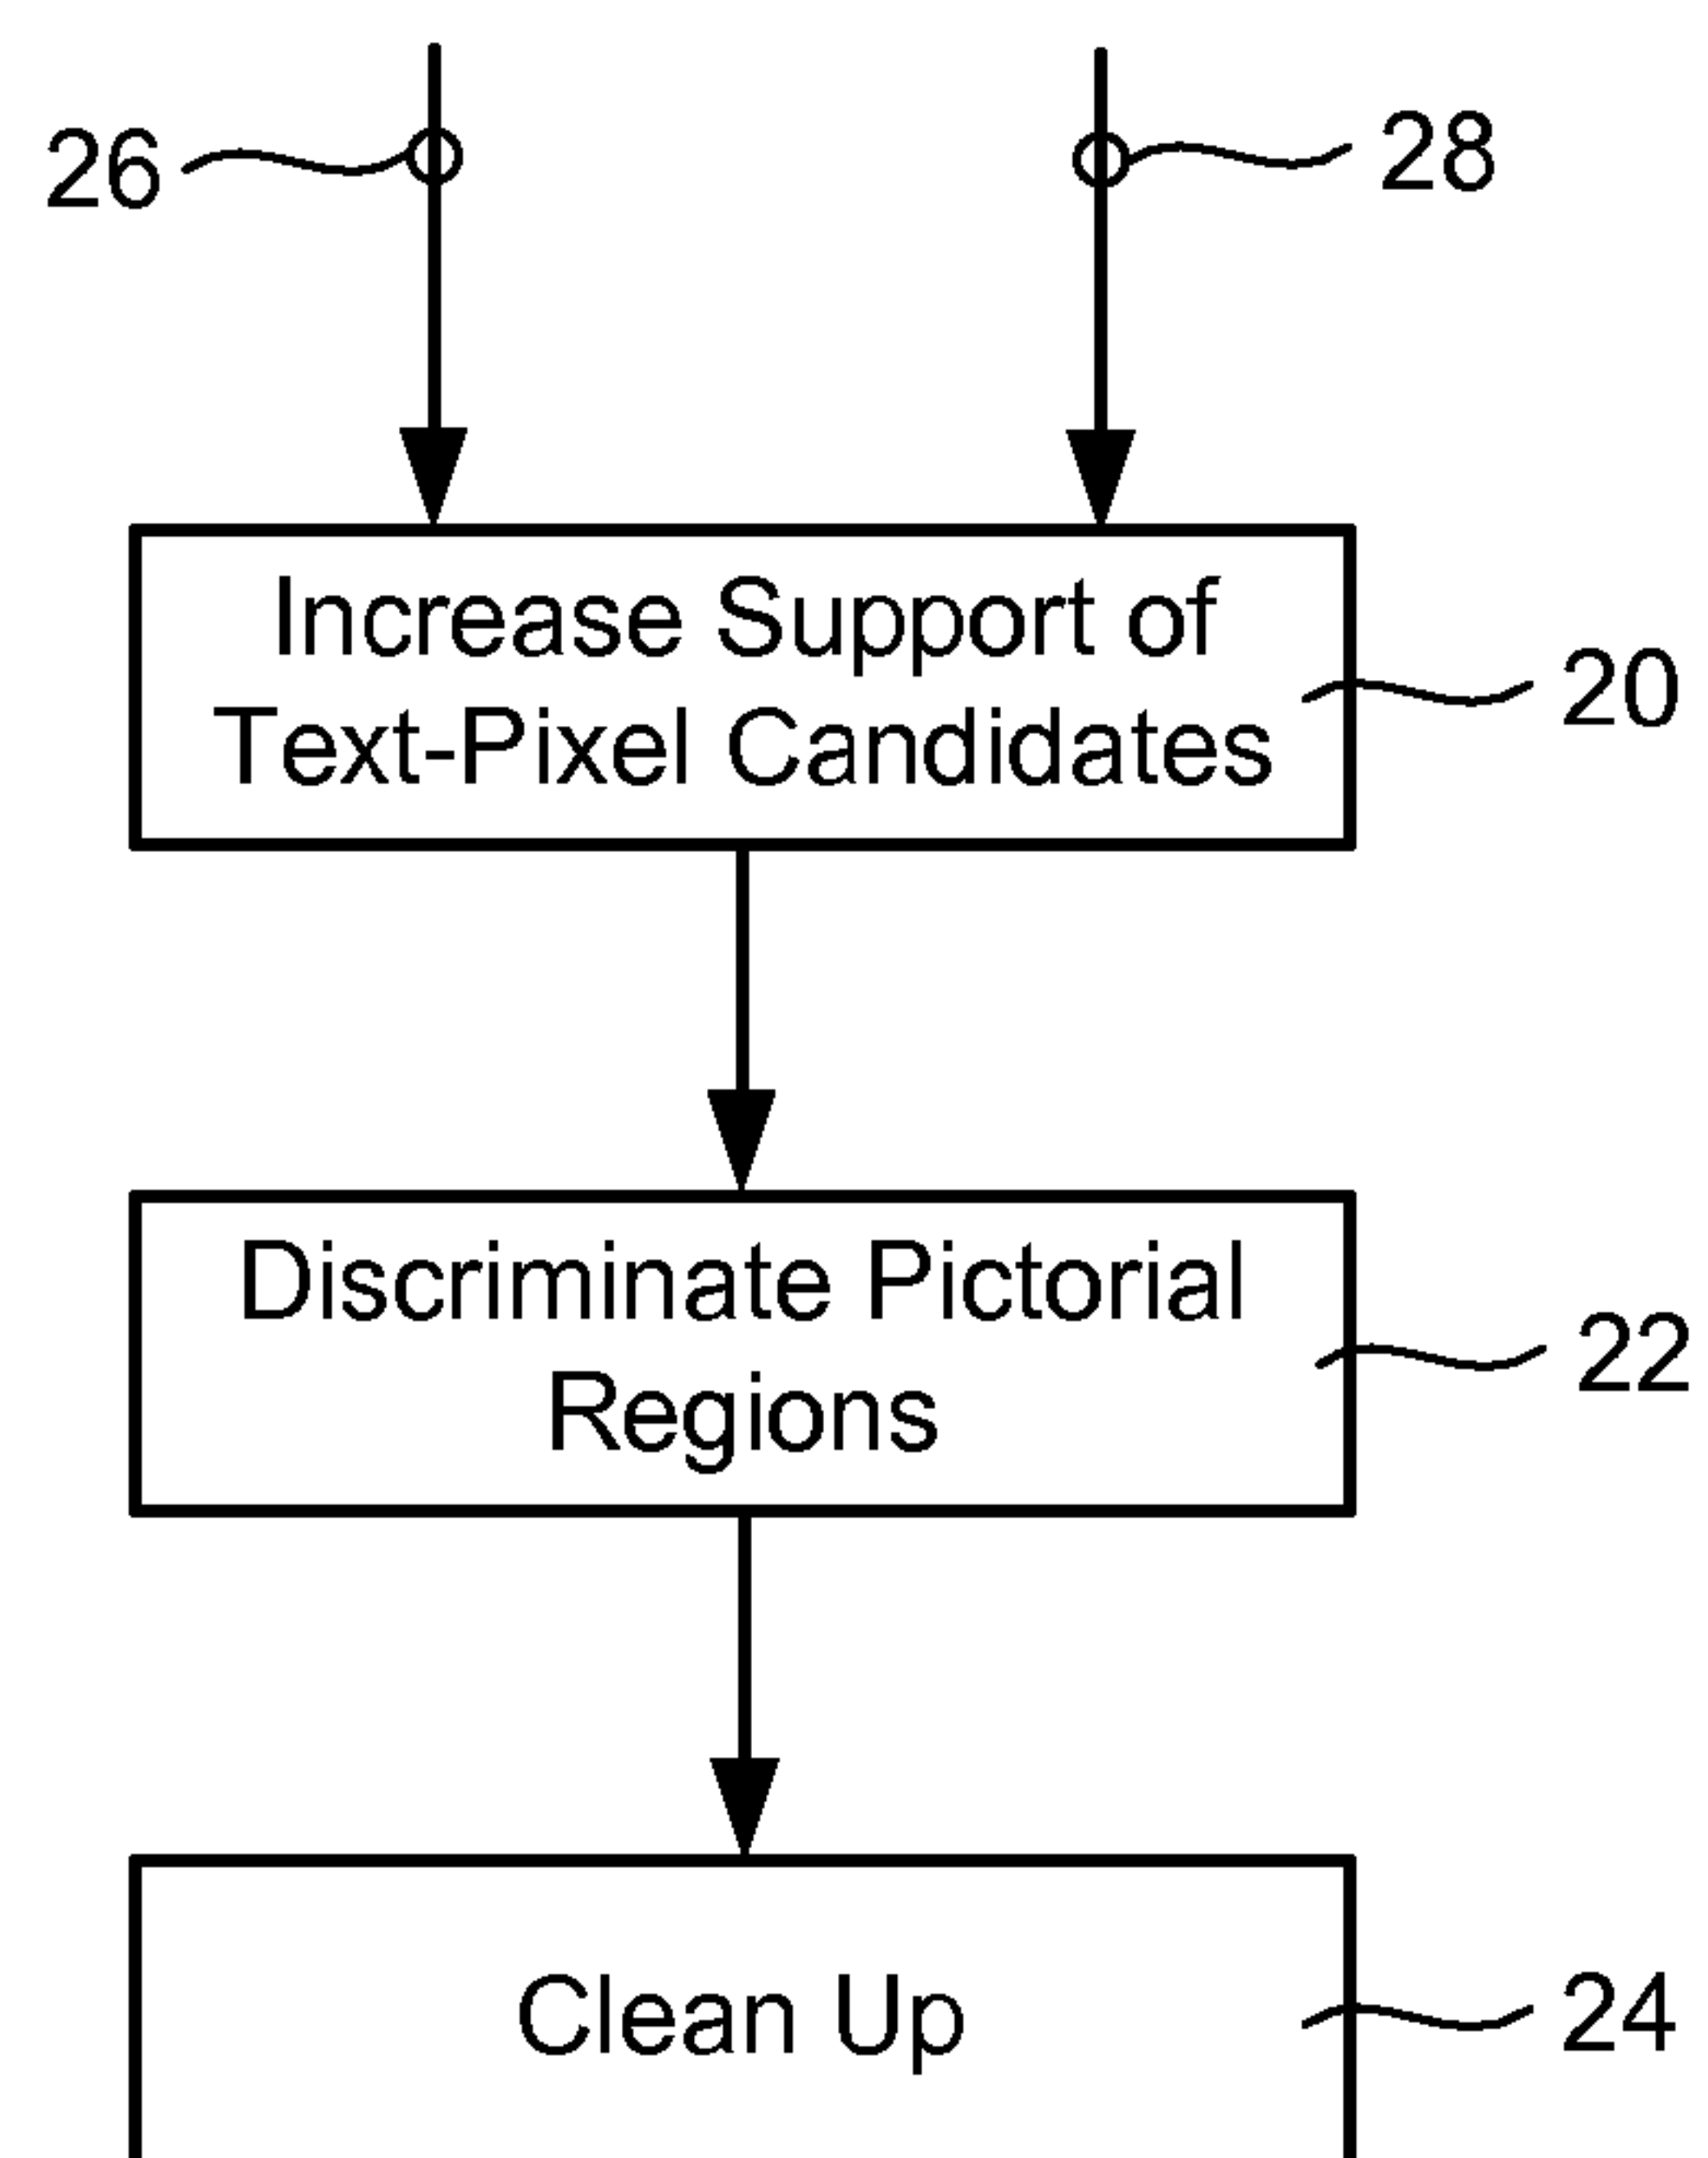 26
28
Increase Support of
Text-Pixel Candidates
20
Discriminate Pictorial
Regions
22
Clean Up
24